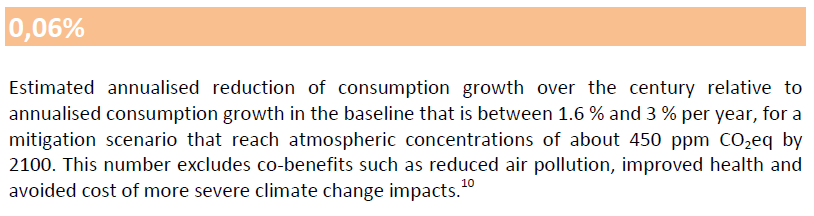 0,06%
Estimated annualised reduction of consumption growth over the century relative to
annualised consumption growth in the baseline that is between 1.6 % and 3 % per year, for a
mitigation scenario that reach atmospheric concentrations of about 450 ppm CO₂eq by
2100. This number excludes co-benefits such as reduced air pollution, improved health and
avoided cost of more severe climate change impacts.¹⁰